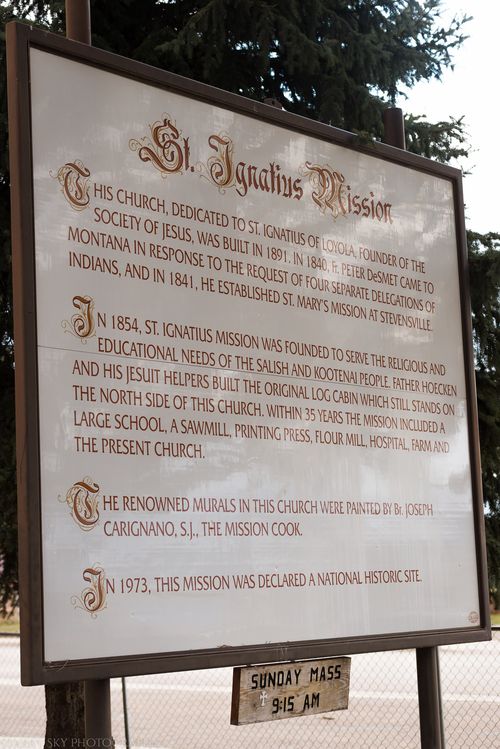 St. Ignatius Mission
THIS CHURCH, DEDICATED TO ST. IGNATIUS OF LOYOLA, FOUNDER OF THE
SOCIETY OF JESUS, WAS BUILT IN 1891. IN 1840, Fr. PETER DeSMET CAME TO
MONTANA IN RESPONSE TO THE REQUEST OF FOUR SEPARATE DELEGATIONS OF
INDIANS, AND IN 1841, HE ESTABLISHED ST. MARY'S MISSION AT STEVENSVILLE.
IN 1854, ST. IGNATIUS MISSION WAS FOUNDED TO SERVE THE RELIGIOUS AND
EDUCATIONAL NEEDS OF THE SALISH AND KOOTENAI PEOPLE. FATHER HOECKEN
AND HIS JESUIT HELPERS BUILT THE ORIGINAL LOG CABIN WHICH STILL STANDS ON
THE NORTH SIDE OF THIS CHURCH. WITHIN 35 YEARS THE MISSION INCLUDED A
LARGE SCHOOL, A SAWMILL, PRINTING PRESS, FLOUR MILL, HOSPITAL, FARM AND
THE PRESENT CHURCH.
THE RENOWNED MURALS IN THIS CHURCH WERE PAINTED BY Br. JOSEPH
CARIGNANO, S.J., THE MISSION COOK.
IN 1973, THIS MISSION WAS DECLARED A NATIONAL HISTORIC SITE.
SUNDAY MASS
9:15 AM